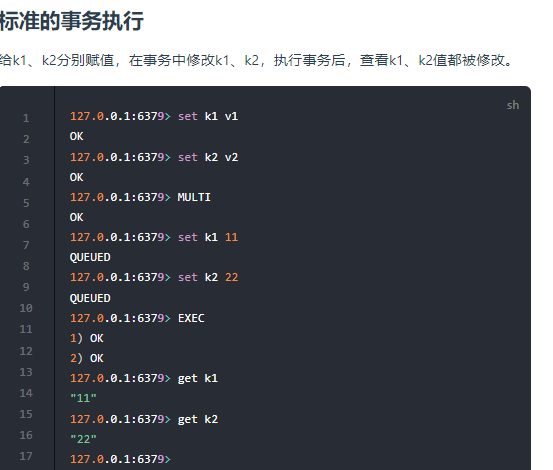 标准的事务执行
给k1、k2分别赋值，在事务中修改k1、k2，执行事务后，查看k1、k2值都被修改。
sh
1 127.0.0.1:6379> set k1 v1
2 OK
3 127.0.0.1:6379> set k2 v2
4 OK
5 127.0.0.1:6379> MULTI
6 OK
7 127.0.0.1:6379> set k1 11
8 QUEUED
9 127.0.0.1:6379> set k2 22
10 QUEUED
11 127.0.0.1:6379> EXEC
12 1) OK
13 2) OK
14 127.0.0.1:6379> get k1
15 "11"
16 127.0.0.1:6379> get k2
17 "22"
127.0.0.1:6379>